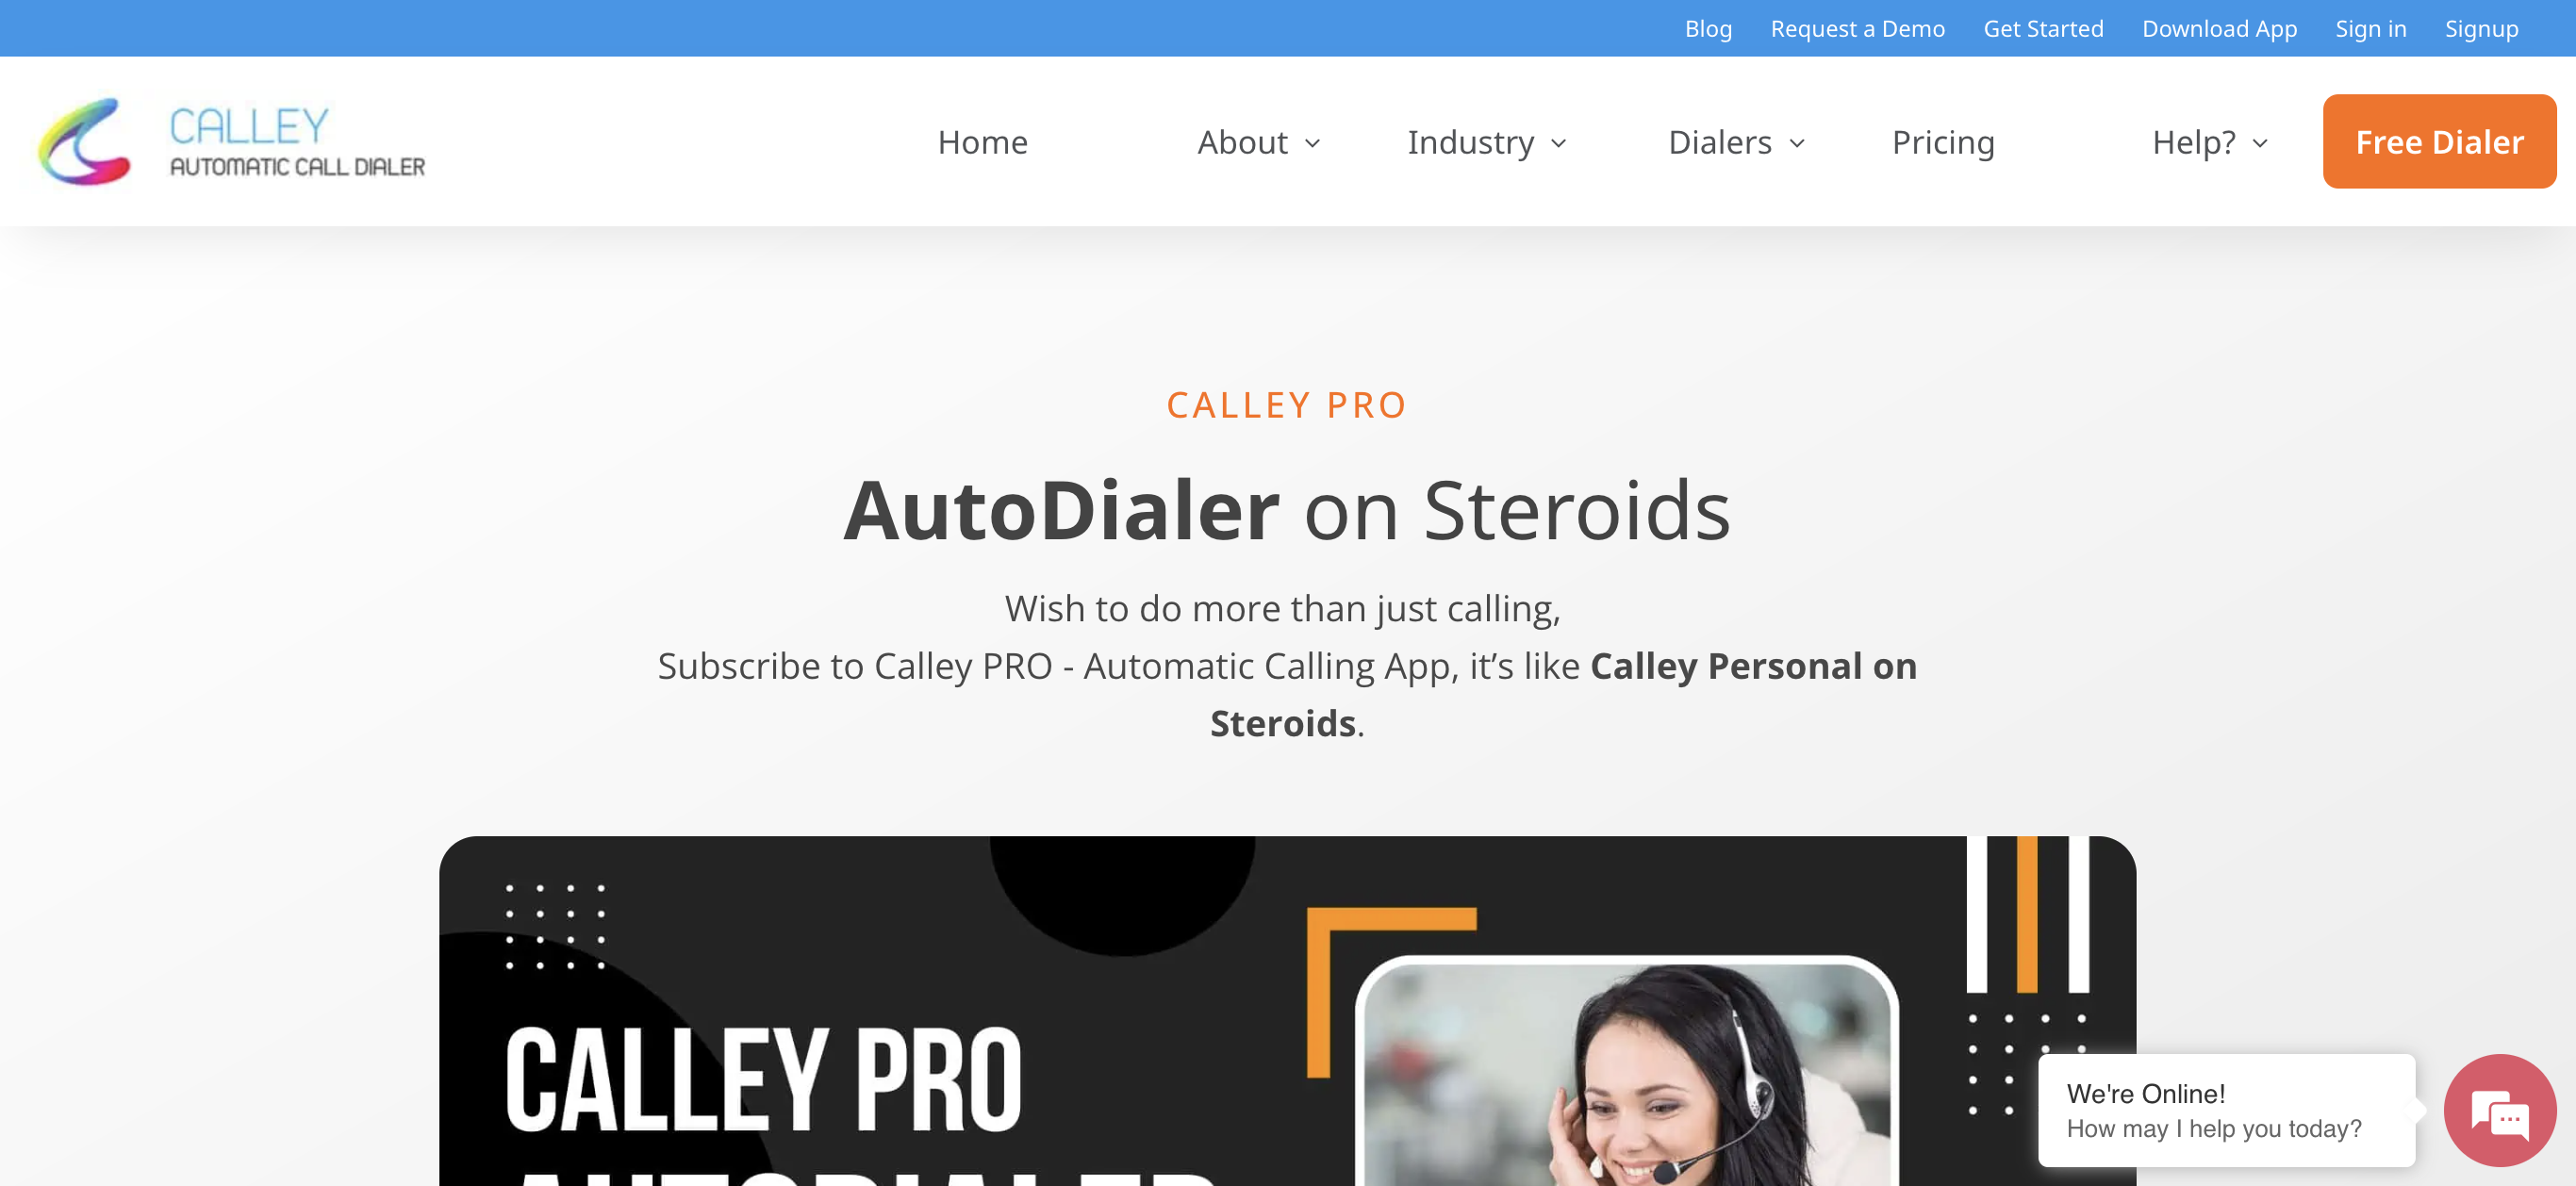 Blog Request a Demo Get Started Download App Sign in Signup
CALLEY
AUTOMATIC CALL DIALER
Home About Industry Dialers Pricing Help? Free Dialer
CALLEY PRO
AutoDialer on Steroids
Wish to do more than just calling,
Subscribe to Calley PRO - Automatic Calling App, it’s like Calley Personal on
Steroids.
CALLEY PRO
AUTODIALER
We're Online!
How may I help you today?